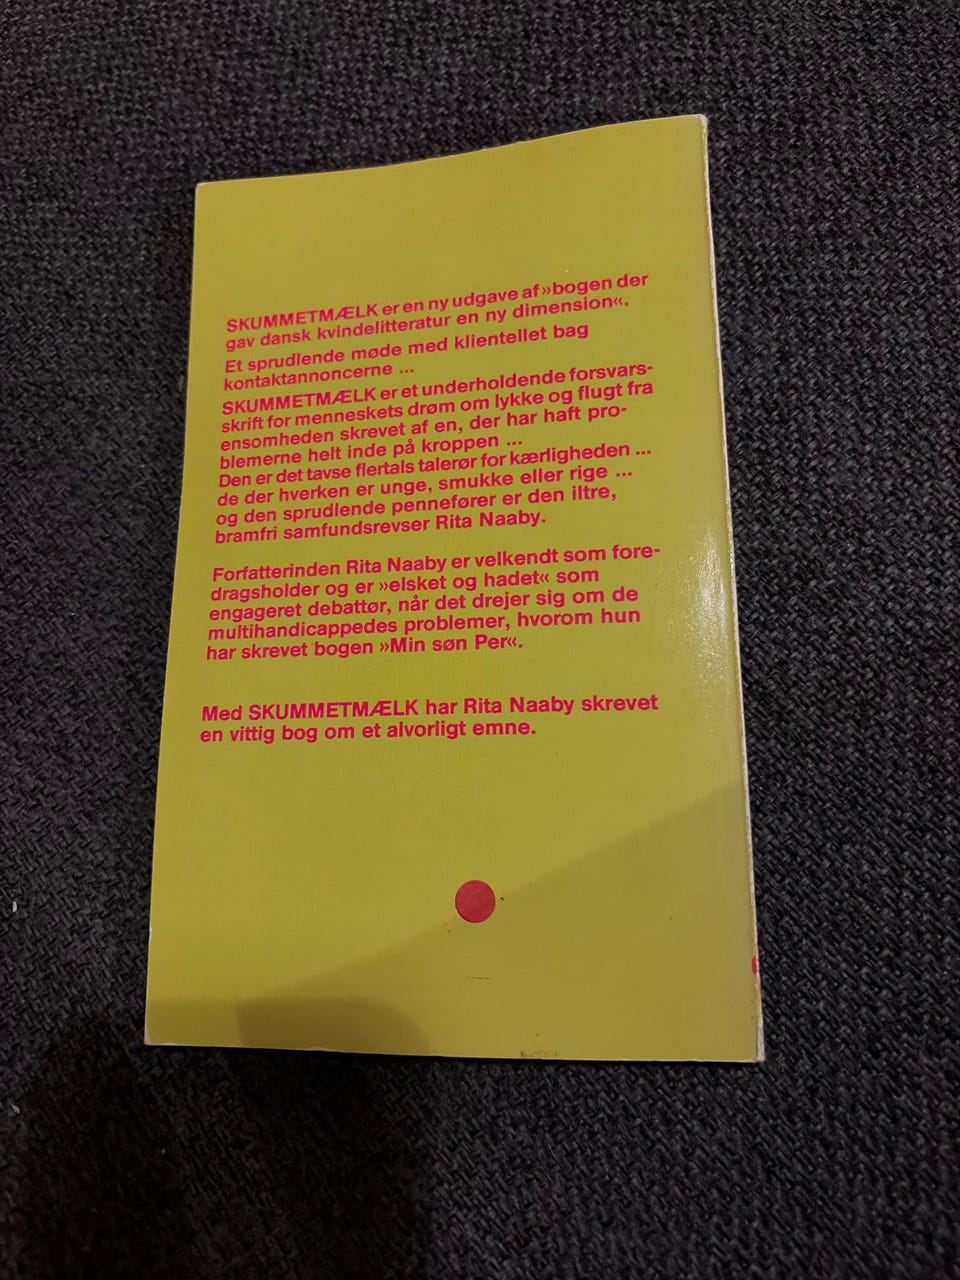 SKUMMETMÆLK er en ny udgave af »bogen der
gav dansk kvindelitteratur en ny dimension«.
Et sprudlende møde med klientellet bag
kontaktannoncerne ...
SKUMMETMÆLK er et underholdende forsvars-
skrift for menneskets drøm om lykke og flugt fra
ensomheden skrevet af en, der har haft pro-
blemerne helt inde på kroppen ...
Den er det tavse flertals talerør for kærligheden ...
de der hverken er unge, smukke eller rige ...
og den sprudlende pennefører er den iltre,
bramfri samfundsrevser Rita Naaby.
Forfatterinden Rita Naaby er velkendt som fore-
dragsholder og er »elsket og hadet« som
engageret debattør, når det drejer sig om de
multihandicappedes problemer, hvorom hun
har skrevet bogen »Min søn Per«.
Med SKUMMETMÆLK har Rita Naaby skrevet
en vittig bog om et alvorligt emne.